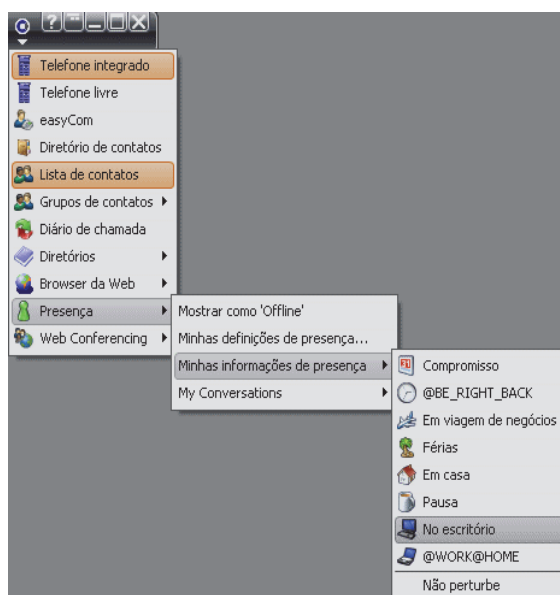 Telefone integrado
Telefone livre
easyCom
Diretório de contatos
Lista de contatos
Grupos de contatos
Diário de chamada
Diretórios
Browser da Web
Presença
Web Conferencing
Mostrar como 'Offline'
Minhas definições de presença...
Minhas informações de presença
My Conversations
Compromisso
@BE_RIGHT_BACK
Em viagem de negócios
Férias
Em casa
Pausa
No escritório
@WORK@HOME
Não perturbe